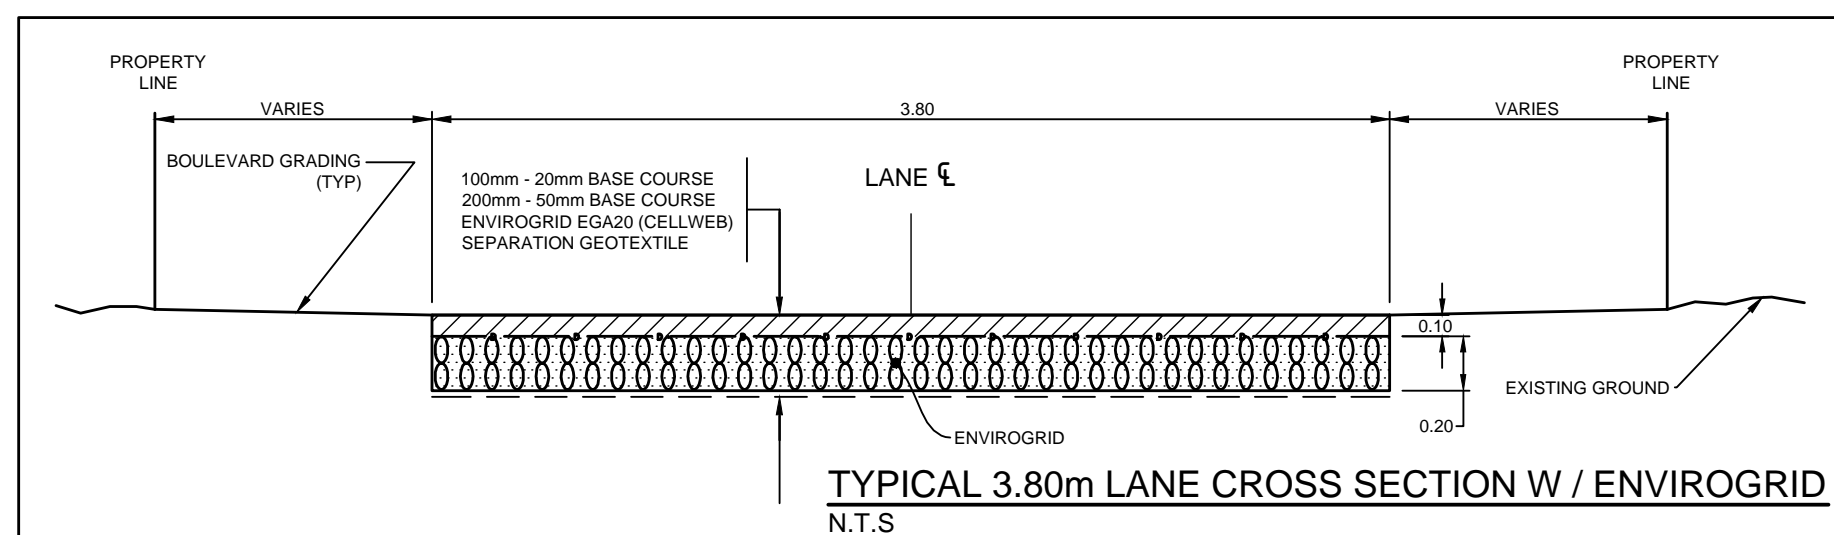 PROPERTY
LINE
PROPERTY
LINE
VARIES
3.80
VARIES
BOULEVARD GRADING
(TYP)
100mm - 20mm BASE COURSE
200mm - 50mm BASE COURSE
ENVIROGRID EGA20 (CELLWEB)
SEPARATION GEOTEXTILE
LANE ℄
0.10
D D D D D D D D D D D
EXISTING GROUND
0.20
ENVIROGRID
TYPICAL 3.80m LANE CROSS SECTION W / ENVIROGRID
N.T.S